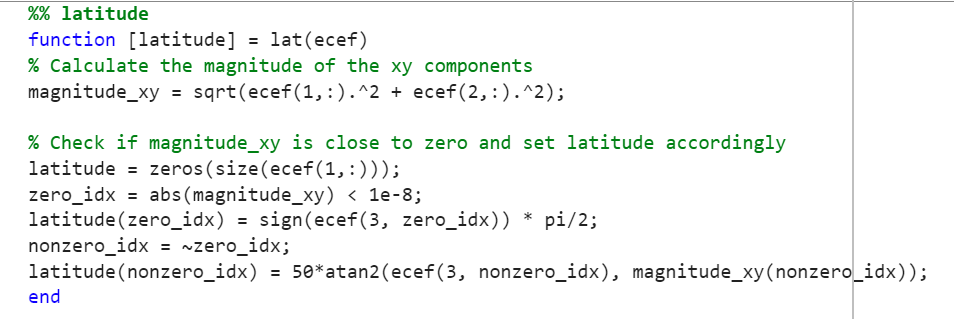 %% latitude
function [latitude] = lat(ecef)
% Calculate the magnitude of the xy components
magnitude_xy = sqrt(ecef(1,:).^2 + ecef(2,:).^2);
% Check if magnitude_xy is close to zero and set latitude accordingly
latitude = zeros(size(ecef(1,:)));
zero_idx = abs(magnitude_xy) < 1e-8;
latitude(zero_idx) = sign(ecef(3, zero_idx)) * pi/2;
nonzero_idx = ~zero_idx;
latitude(nonzero_idx) = 50*atan2(ecef(3, nonzero_idx), magnitude_xy(nonzero_idx));
end